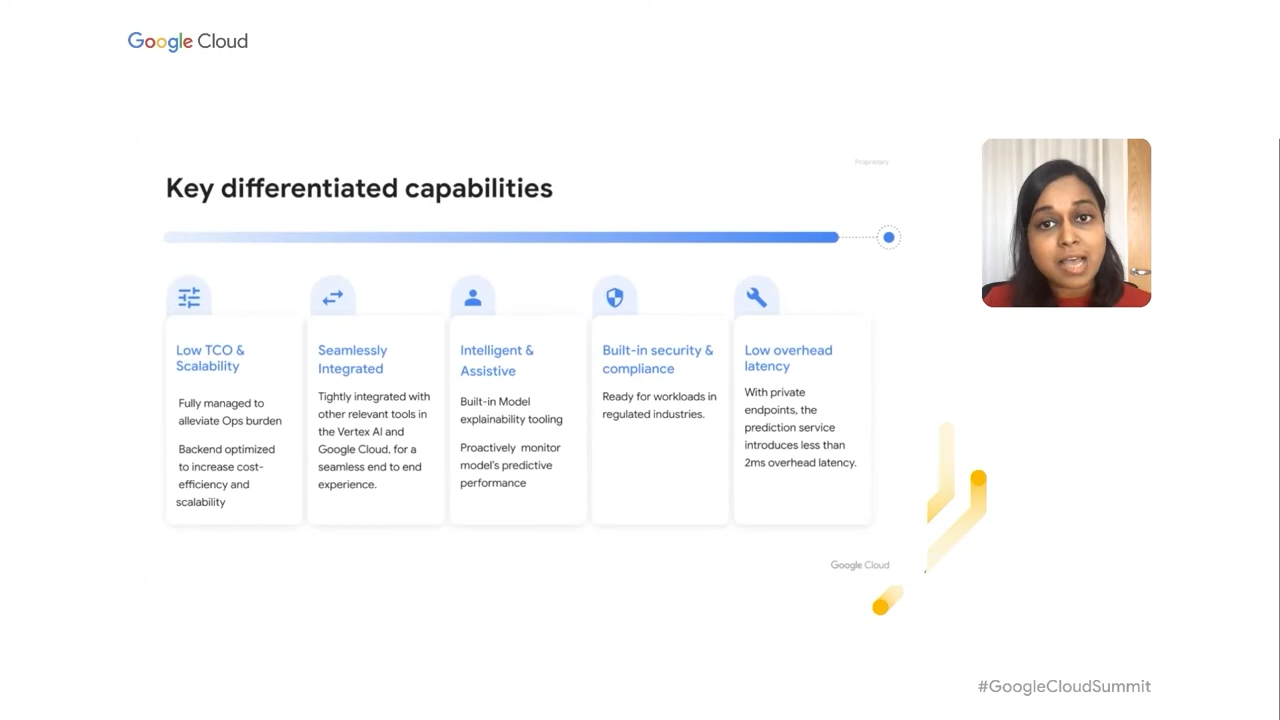 Google Cloud
Proprietary
Key differentiated capabilities
Low TCO &
Scalability
Fully managed to
alleviate Ops burden
Backend optimized
to increase cost-
efficiency and
scalability
Seamlessly
Integrated
Tightly integrated with
other relevant tools in
the Vertex AI and
Google Cloud, for a
seamless end to end
experience.
Intelligent &
Assistive
Built-in Model
explainability tooling
Proactively monitor
model's predictive
performance
Built-in security &
compliance
Ready for workloads in
regulated industries.
Low overhead
latency
With private
endpoints, the
prediction service
introduces less than
2ms overhead latency.
Google Cloud
#GoogleCloudSummit